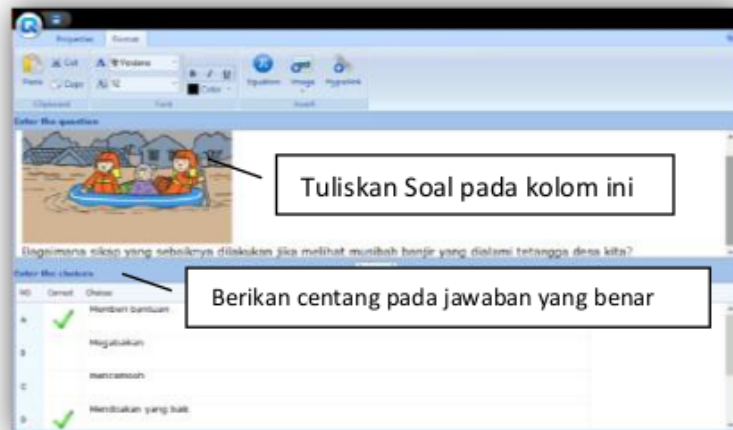 Properties Format
Cut Verdana
Paste Copy 12 B I U Color Equation Image Hyperlink
Clipboard Font Insert
Enter the question
Tuliskan Soal pada kolom ini
Bagaimana sikap yang sebaiknya dilakukan jika melihat musibah banjir yang dialami tetangga desa kita?
Enter the choices
Berikan centang pada jawaban yang benar
NO Correct Choices
A Memberi bantuan
B Megabaikan
C mencemooh
D Mendoakan yang baik